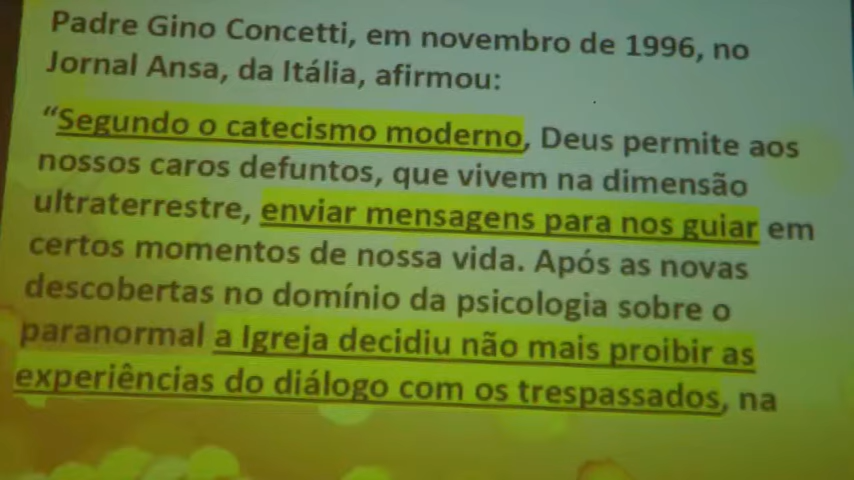 Padre Gino Concetti, em novembro de 1996, no
Jornal Ansa, da Itália, afirmou:
“Segundo o catecismo moderno, Deus permite aos
nossos caros defuntos, que vivem na dimensão
ultraterrestre, enviar mensagens para nos guiar em
certos momentos de nossa vida. Após as novas
descobertas no domínio da psicologia sobre o
paranormal a Igreja decidiu não mais proibir as
experiências do diálogo com os trespassados, na